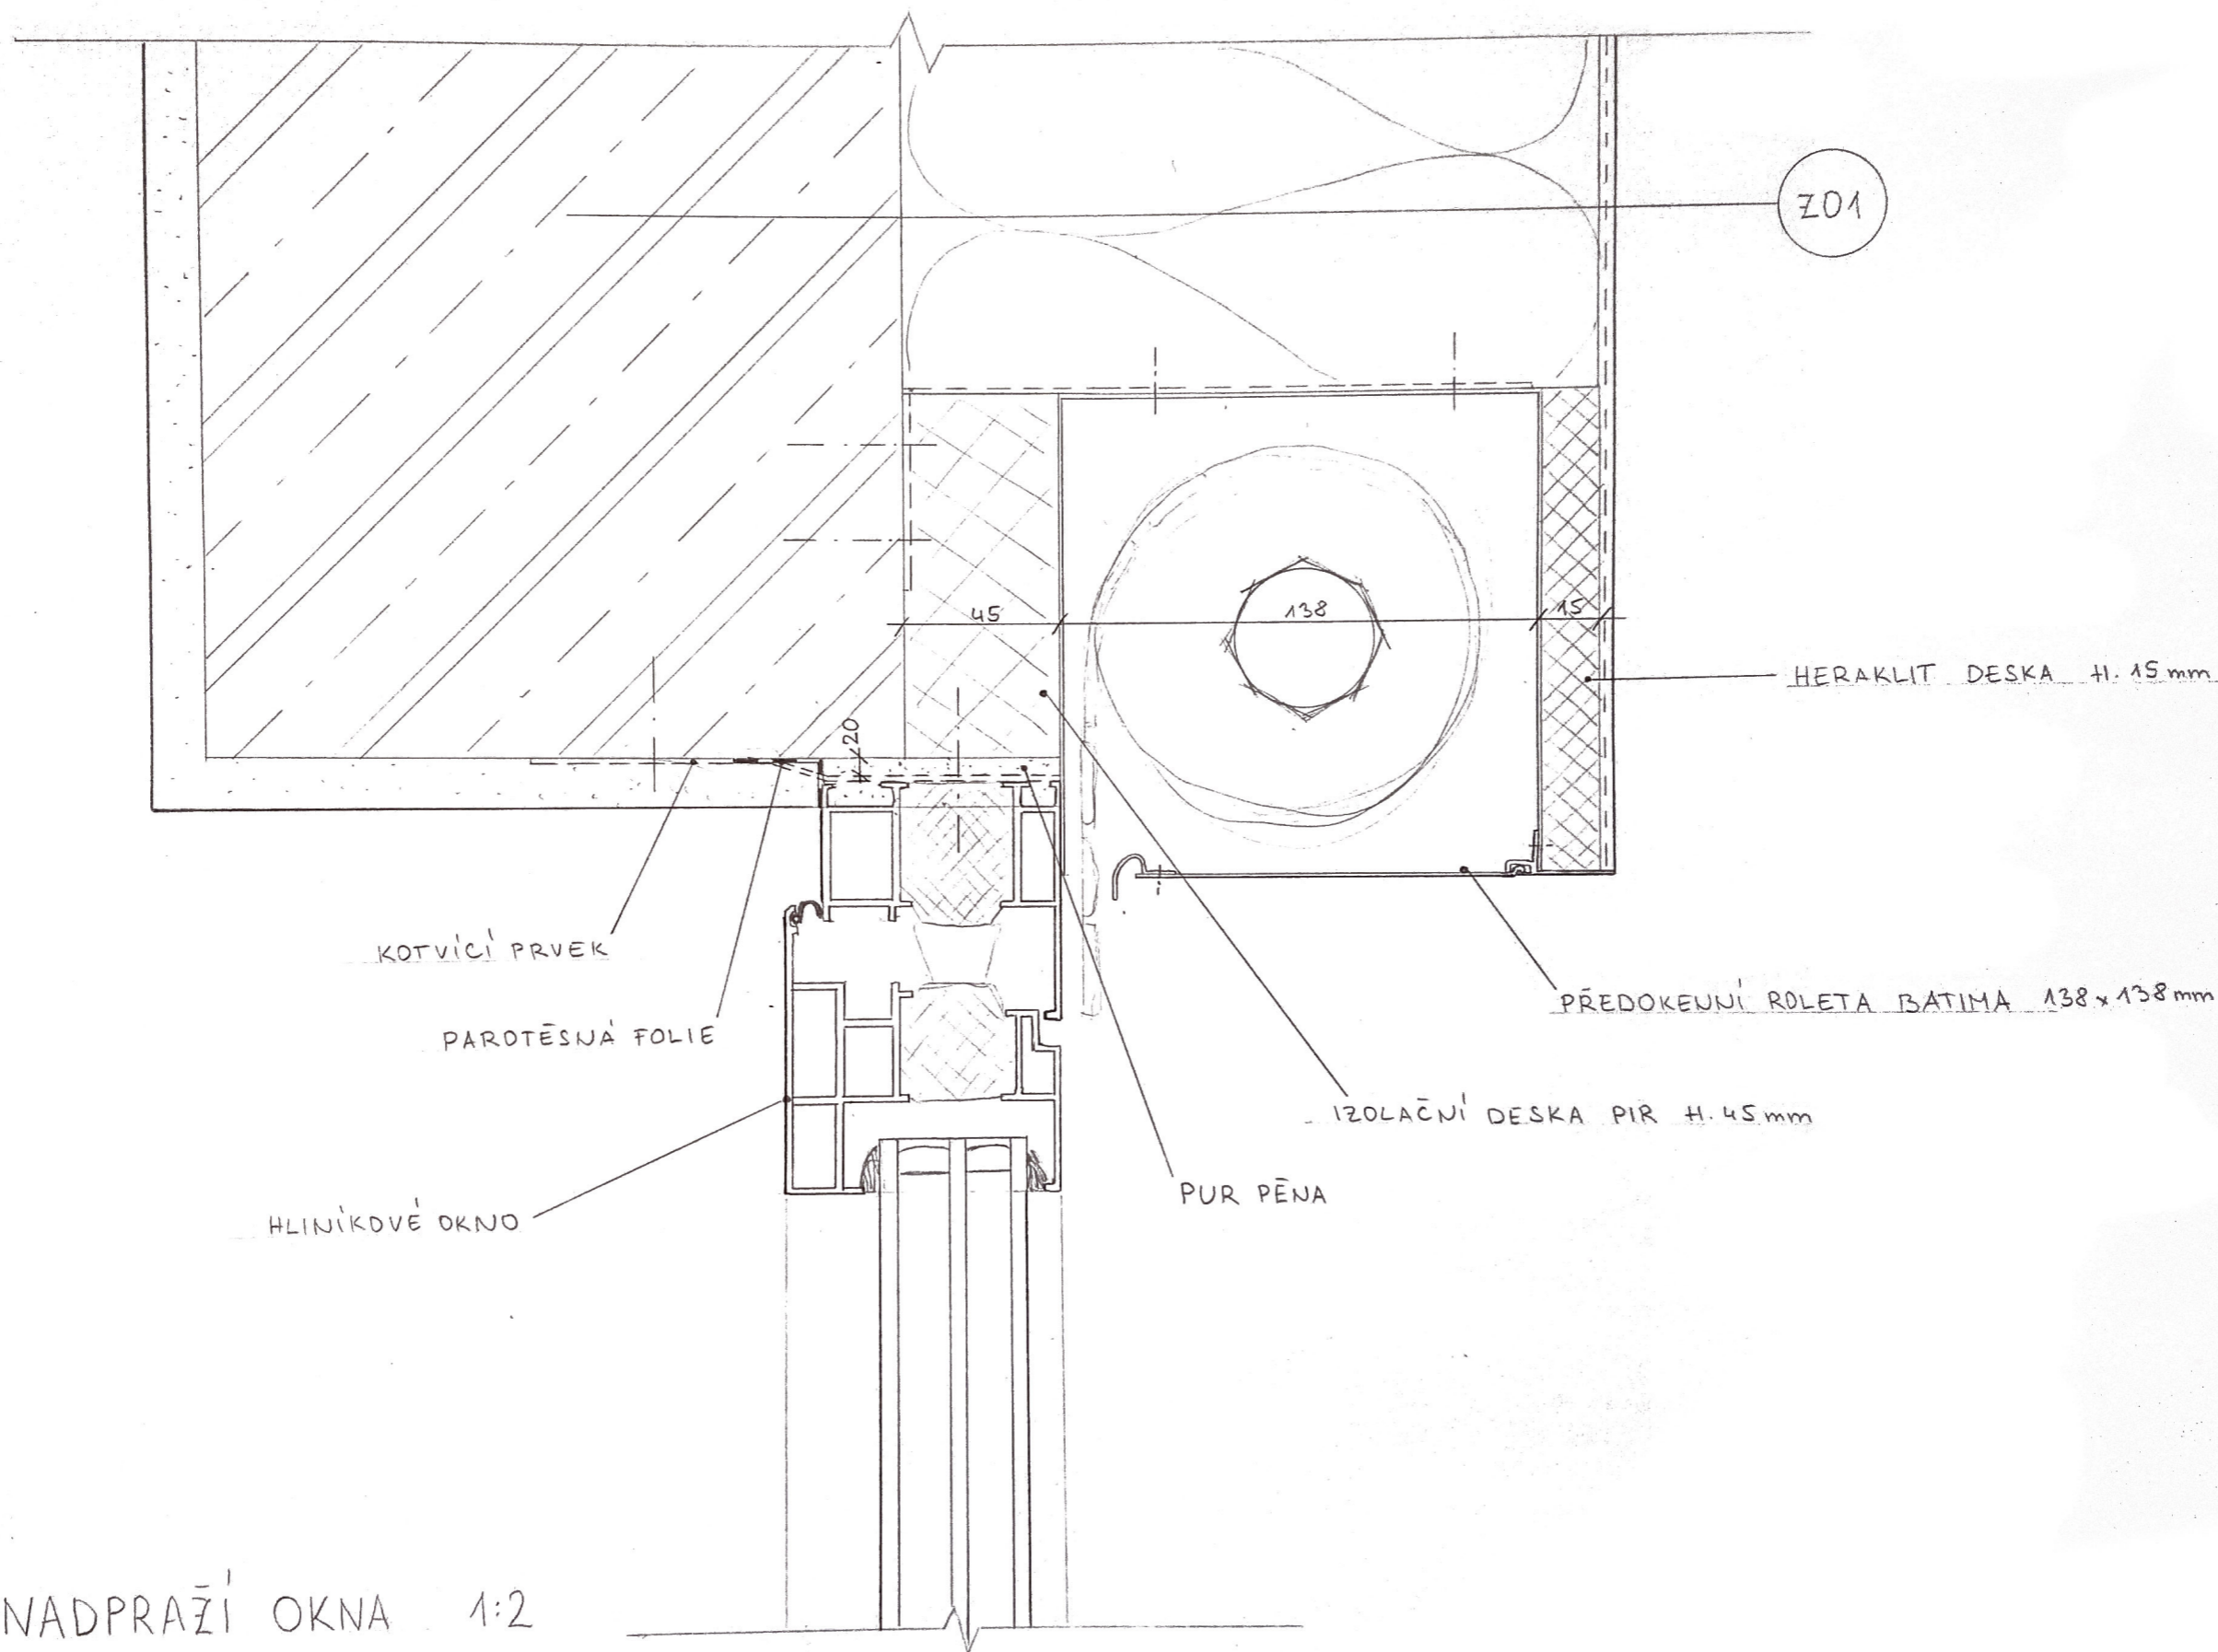 Z01
45
138
15
HERAKLIT DESKA H. 15 mm
20
KOTVÍCÍ PRVEK
PŘEDOKENNÍ ROLETA BATIMA 138 x 138 mm
PAROTĚSNÁ FOLIE
IZOLAČNÍ DESKA PIR H. 45 mm
PUR PĚNA
HLINÍKOVÉ OKNO
NADPRAŽÍ OKNA 1:2